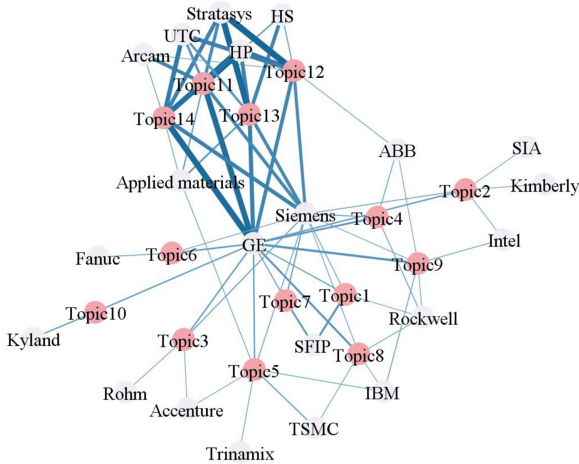 Stratasys
HS
UTC
HP
Arcam
Topic12
Topic11
Topic14
Topic13
ABB
SIA
Applied materials
Topic2
Kimberly
Siemens
Topic4
GE
Intel
Fanuc
Topic6
Topic9
Topic7
Topic1
Topic10
Rockwell
Kyland
Topic3
SFIP
Topic8
Topic5
Rohm
IBM
Accenture
TSMC
Trinamix